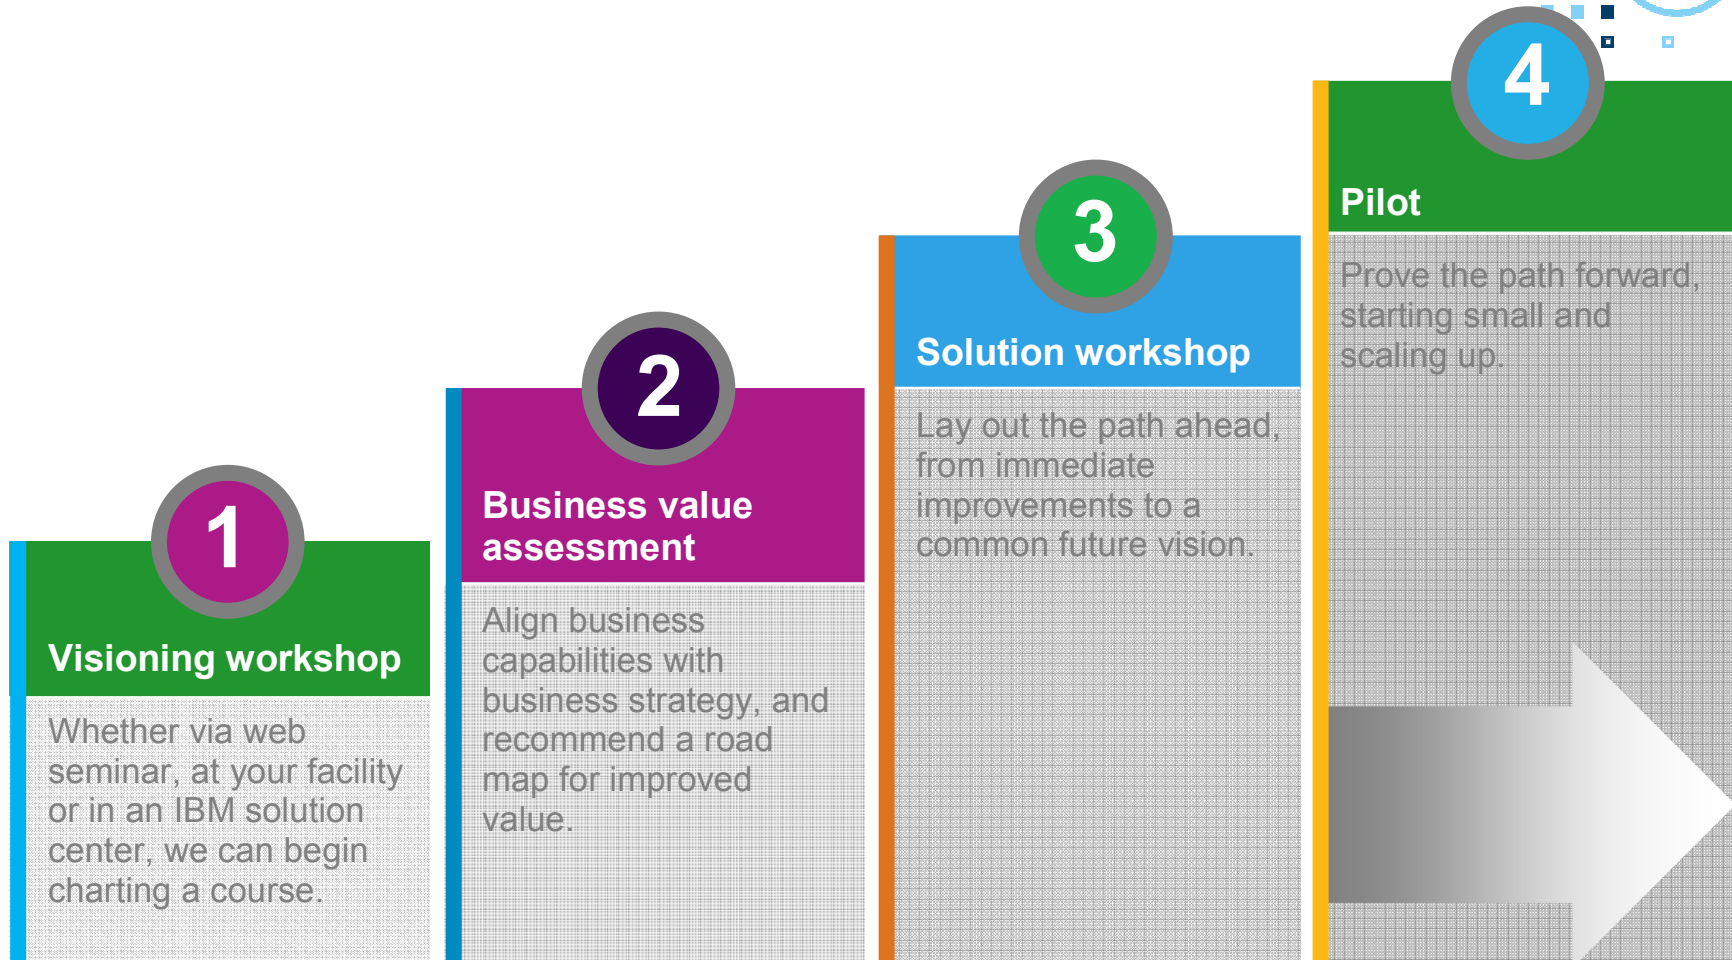 1
Visioning workshop
Whether via web
seminar, at your facility
or in an IBM solution
center, we can begin
charting a course.
2
Business value
assessment
Align business
capabilities with
business strategy, and
recommend a road
map for improved
value.
3
Solution workshop
Lay out the path ahead,
from immediate
improvements to a
common future vision.
4
Pilot
Prove the path forward,
starting small and
scaling up.